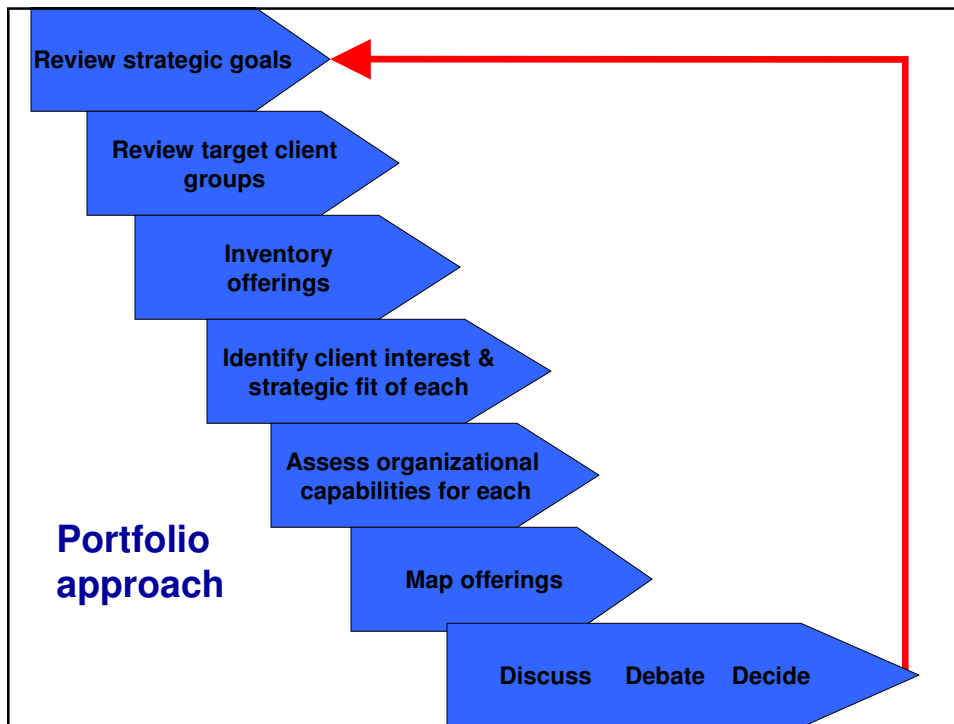 Review strategic goals
Review target client
groups
Inventory
offerings
Identify client interest &
strategic fit of each
Assess organizational
capabilities for each
Portfolio
approach
Map offerings
Discuss Debate Decide